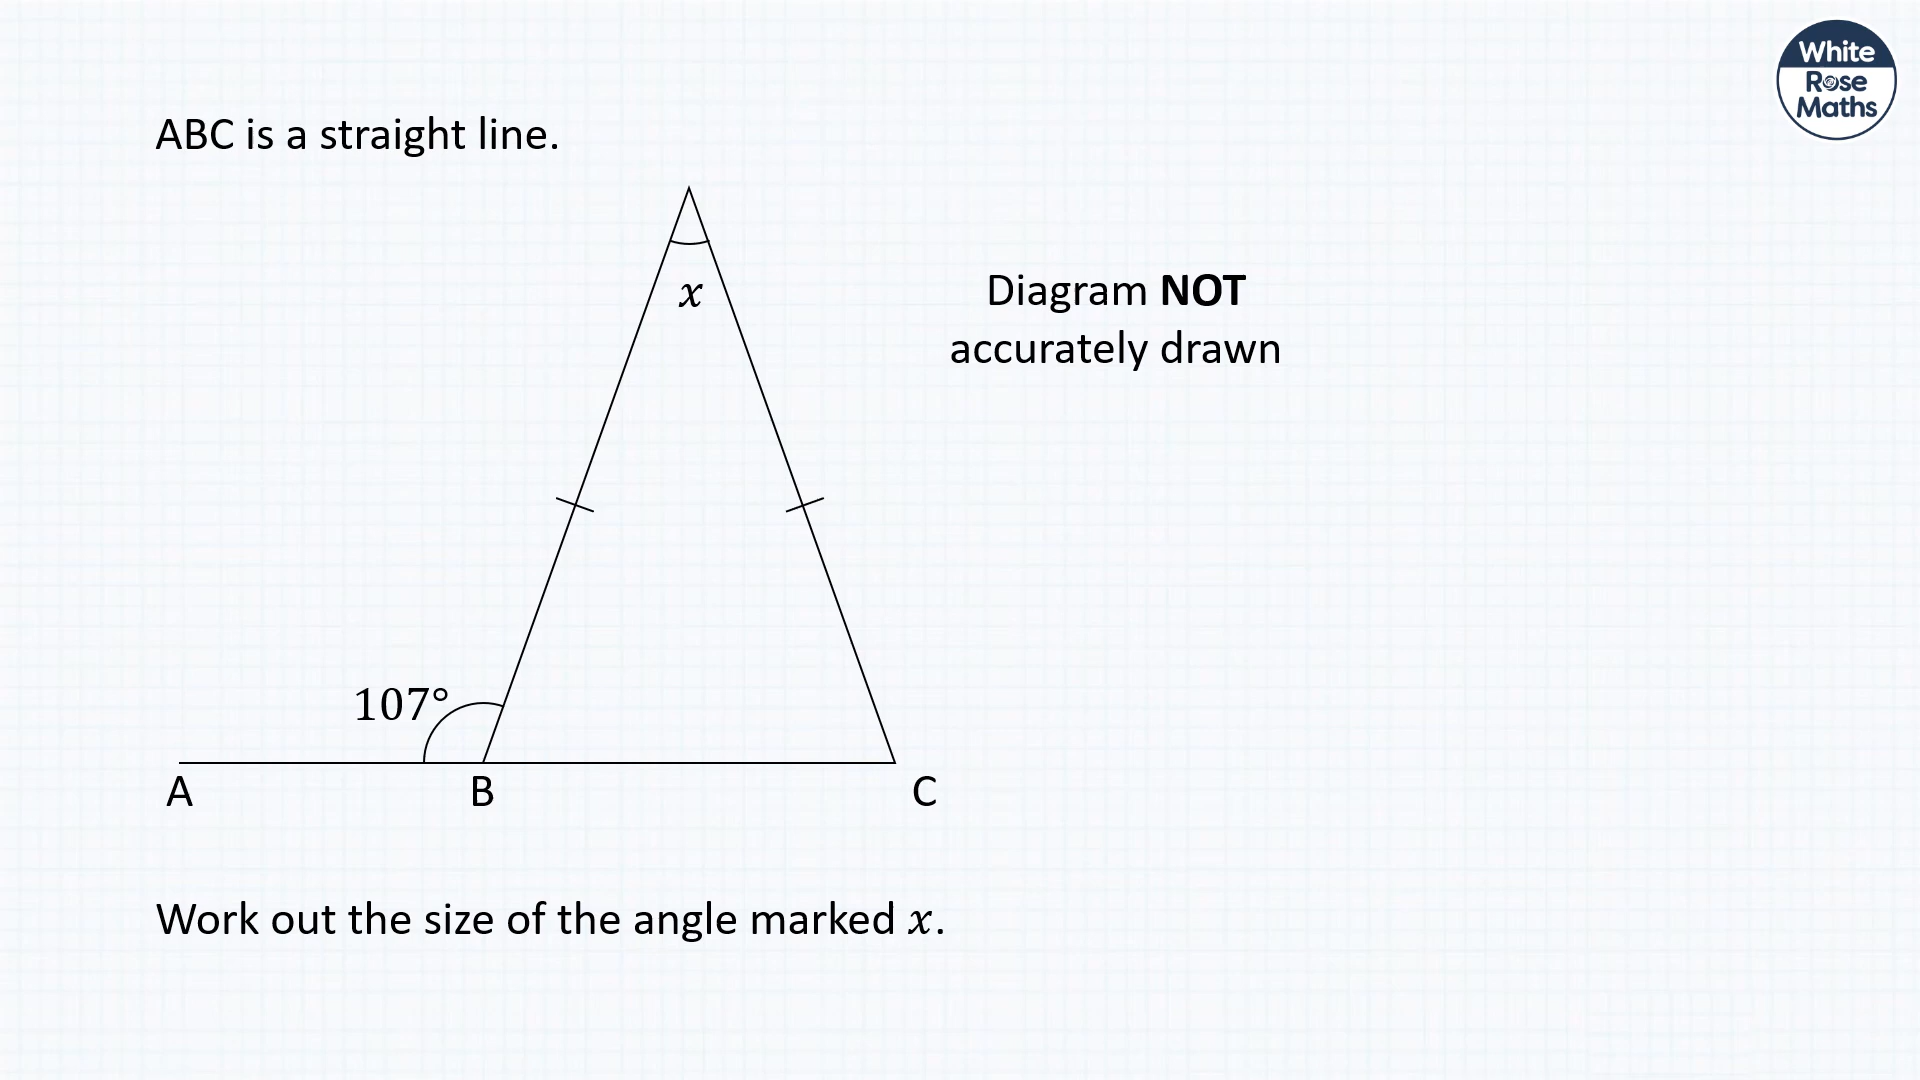 White
Rose
Maths
ABC is a straight line.
x
Diagram NOT
accurately drawn
107°
A
B
C
Work out the size of the angle marked x.